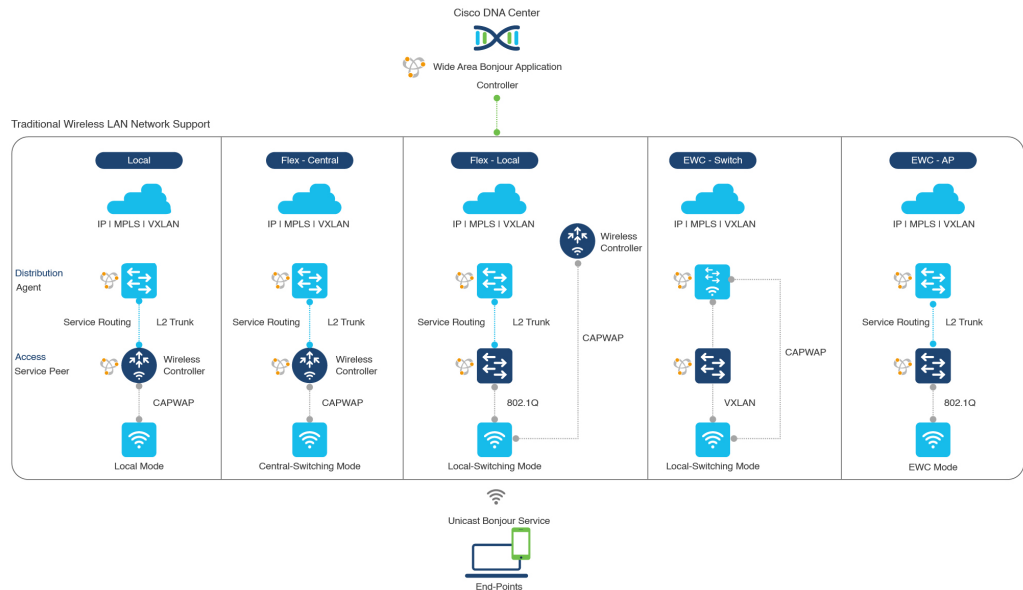 Cisco DNA Center
Wide Area Bonjour Application
Controller
Traditional Wireless LAN Network Support
Local
Flex - Central
Flex - Local
EWC - Switch
EWC - AP
IP I MPLS I VXLAN
IP I MPLS I VXLAN
IP I MPLS I VXLAN
IP I MPLS I VXLAN
IP I MPLS I VXLAN
Wireless
Controller
Distribution
Agent
Service Routing
L2 Trunk
Service Routing
L2 Trunk
Service Routing
L2 Trunk
CAPWAP
CAPWAP
Service Routing
L2 Trunk
Access
Service Peer
Wireless
Controller
Wireless
Controller
CAPWAP
CAPWAP
802.1Q
VXLAN
802.1Q
Local Mode
Central-Switching Mode
Local-Switching Mode
Local-Switching Mode
EWC Mode
Unicast Bonjour Service
End-Points